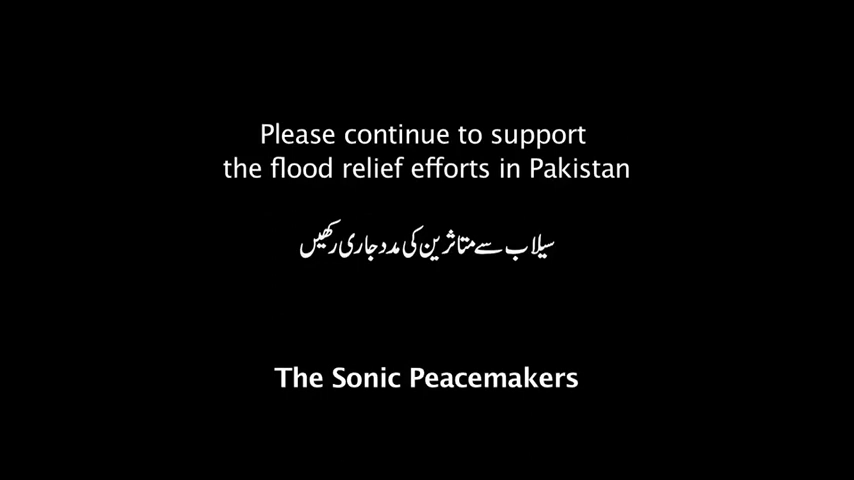 Please continue to support
the flood relief efforts in Pakistan
سیلاب سے متاثرین کی مدد جاری رکھیں
The Sonic Peacemakers